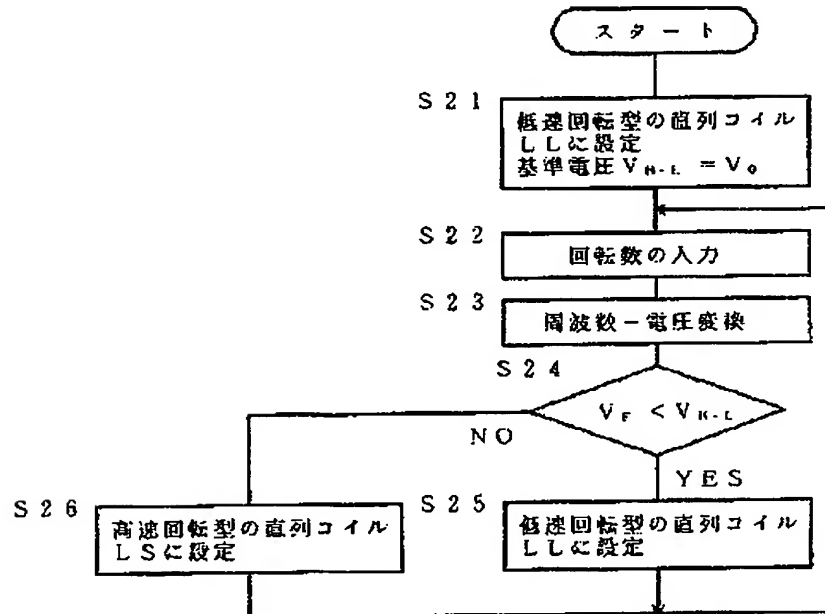 スタート
S21
低速回転型の直列コイル
LLに設定
基準電圧V_{H-L} = V_0
S22
回転数の入力
S23
周波数－電圧変換
S24
V_F < V_{H-L}
NO
YES
S26
高速回転型の直列コイル
LSに設定
S25
低速回転型の直列コイル
LLに設定